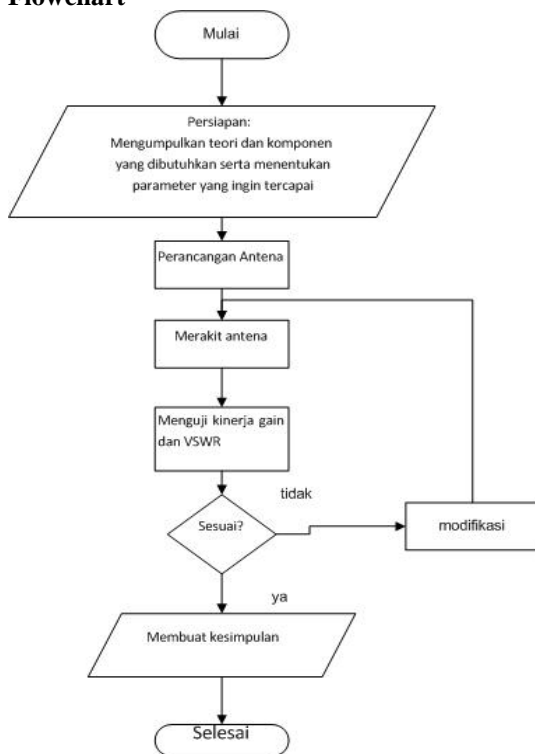 Flowchart
Mulai
Persiapan:
Mengumpulkan teori dan komponen
yang dibutuhkan serta menentukan
parameter yang ingin tercapai
Perancangan Antena
Merakit antena
Menguji kinerja gain
dan VSWR
tidak
Sesuai?
modifikasi
ya
Membuat kesimpulan
Selesai